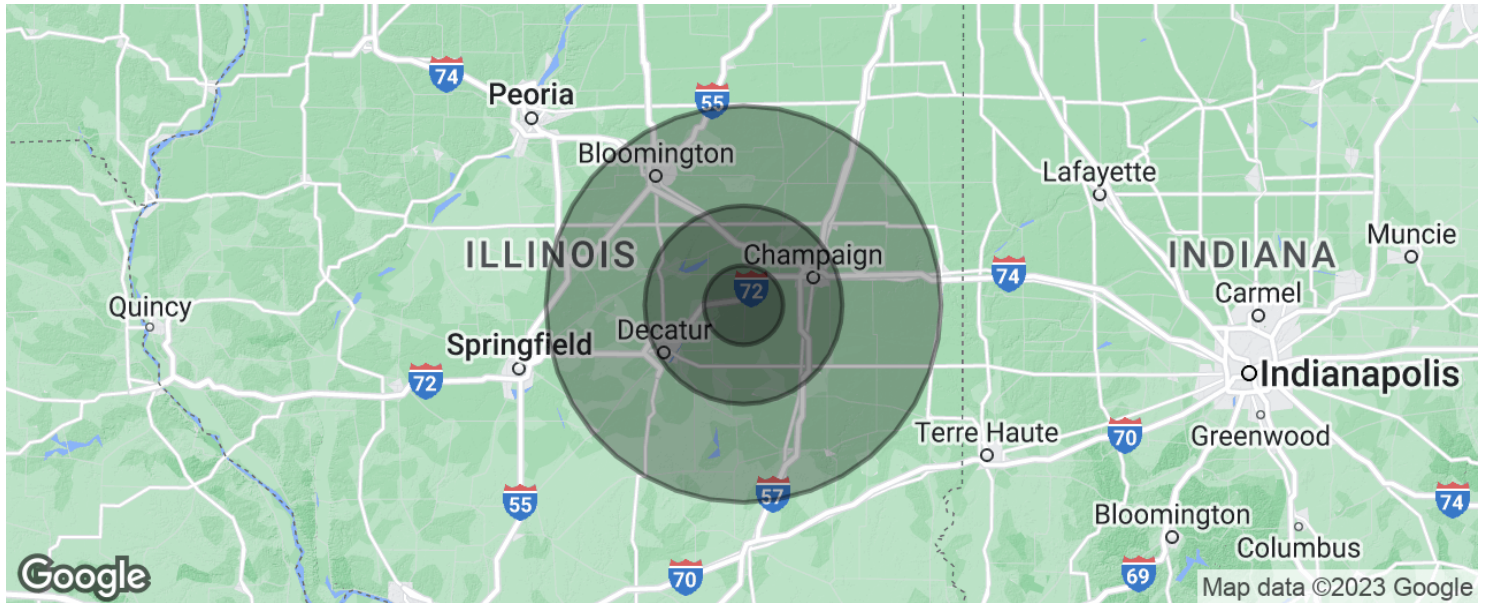 74
Peoria
55
Bloomington
Lafayette
Muncie
ILLINOIS
Champaign
INDIANA
74
72
Carmel
Quincy
Decatur
Springfield
72
Indianapolis
Terre Haute
70
Greenwood
55
57
74
Bloomington
Columbus
70
69
Google
Map data ©2023 Google